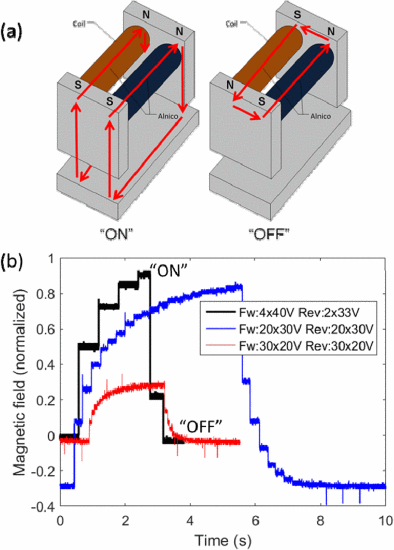 (a)
Coil N N S S Alnico "ON"
Coil S N N S Alnico "OFF"
(b)
Magnetic field (normalized)
1
0.8
0.6
0.4
0.2
0
-0.2
-0.4
"ON"
Fw:4x40V Rev:2x33V
Fw:20x30V Rev:20x30V
Fw:30x20V Rev:30x20V
"OFF"
0 2 4 6 8 10
Time (s)